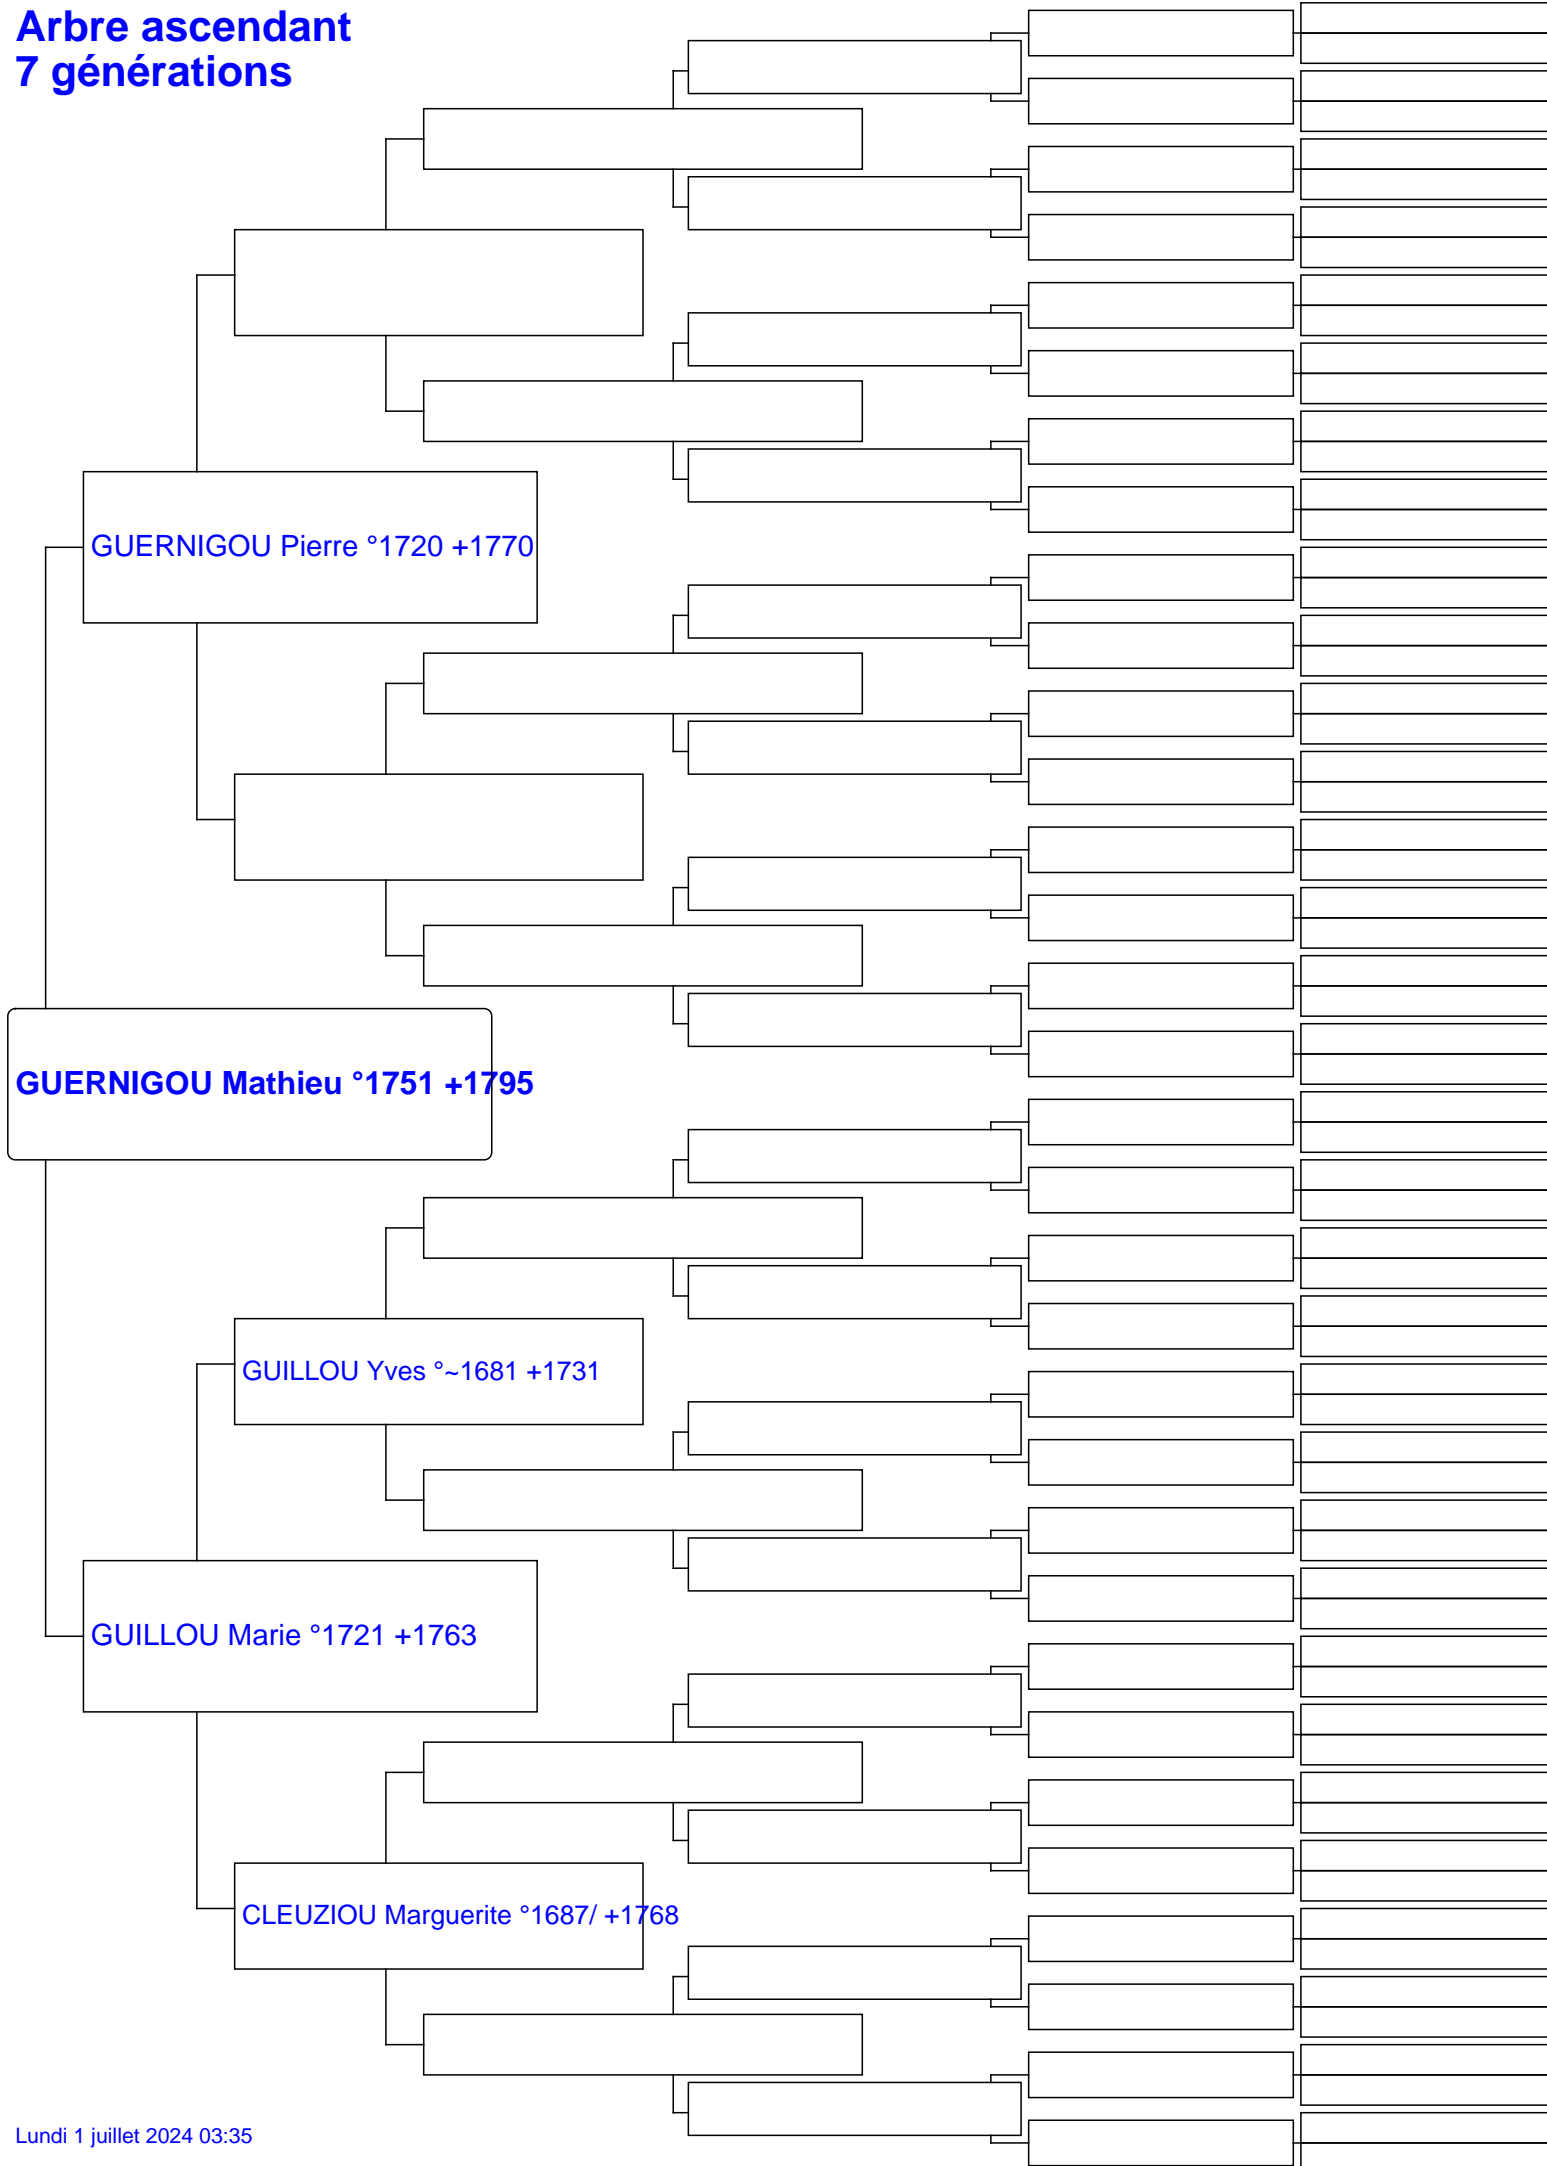 Arbre ascendant
7 générations
GUERNIGOU Pierre °1720 +1770
GUERNIGOU Mathieu °1751 +1795
GUILLOU Yves °~1681 +1731
GUILLOU Marie °1721 +1763
CLEUZIOU Marguerite °1687/ +1768
Lundi 1 juillet 2024 03:35